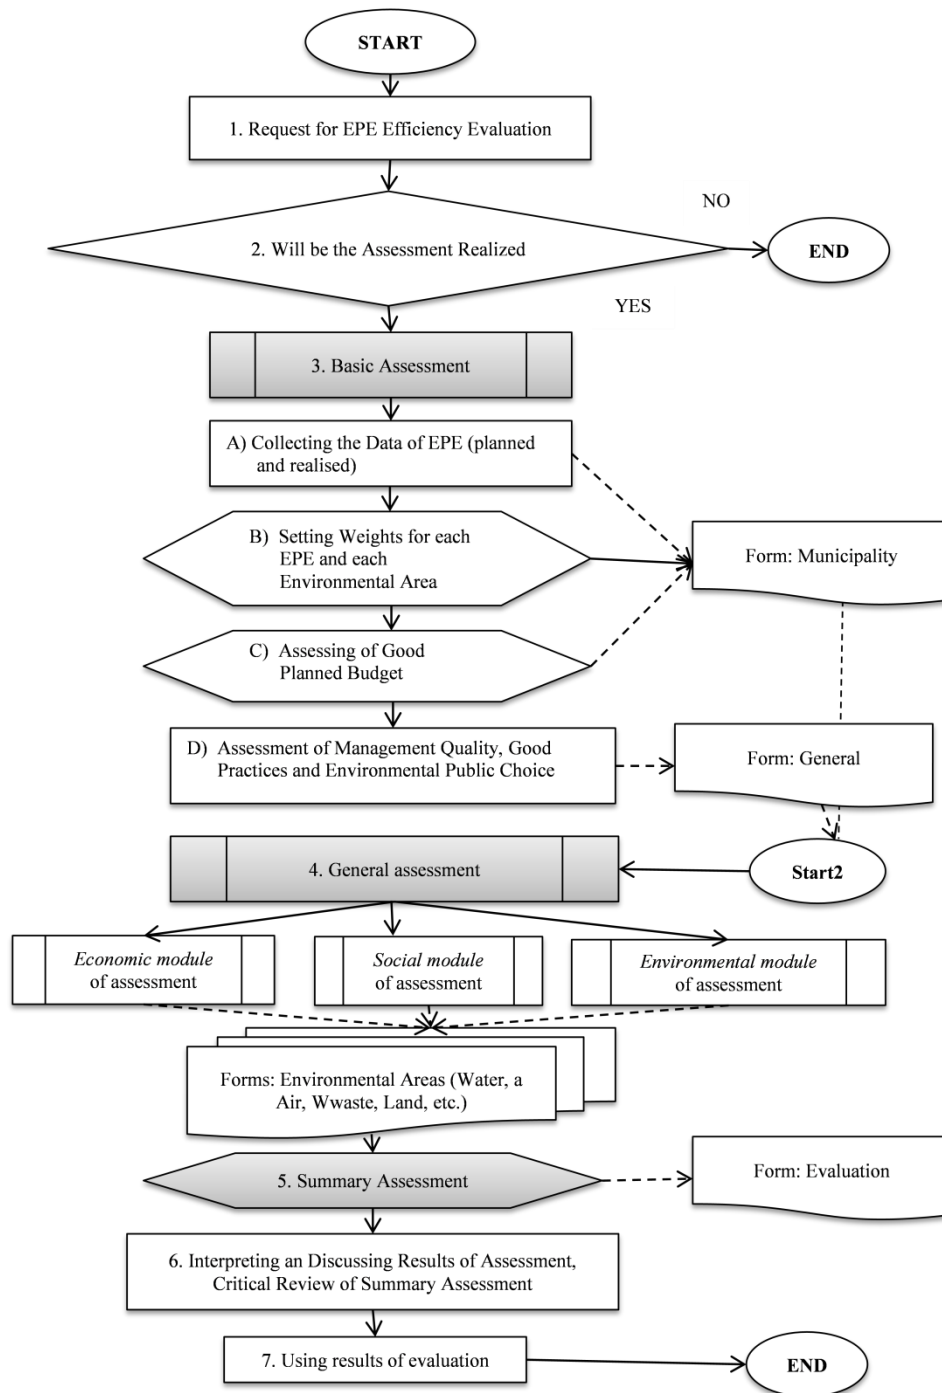 START
1. Request for EPE Efficiency Evaluation
NO
2. Will be the Assessment Realized
END
YES
3. Basic Assessment
A) Collecting the Data of EPE (planned
and realised)
B) Setting Weights for each
EPE and each
Environmental Area
Form: Municipality
C) Assessing of Good
Planned Budget
D) Assessment of Management Quality, Good
Practices and Environmental Public Choice
Form: General
4. General assessment
Start2
Economic module
of assessment
Social module
of assessment
Environmental module
of assessment
Forms: Environmental Areas (Water, a
Air, Wwaste, Land, etc.)
5. Summary Assessment
Form: Evaluation
6. Interpreting an Discussing Results of Assessment,
Critical Review of Summary Assessment
7. Using results of evaluation
END